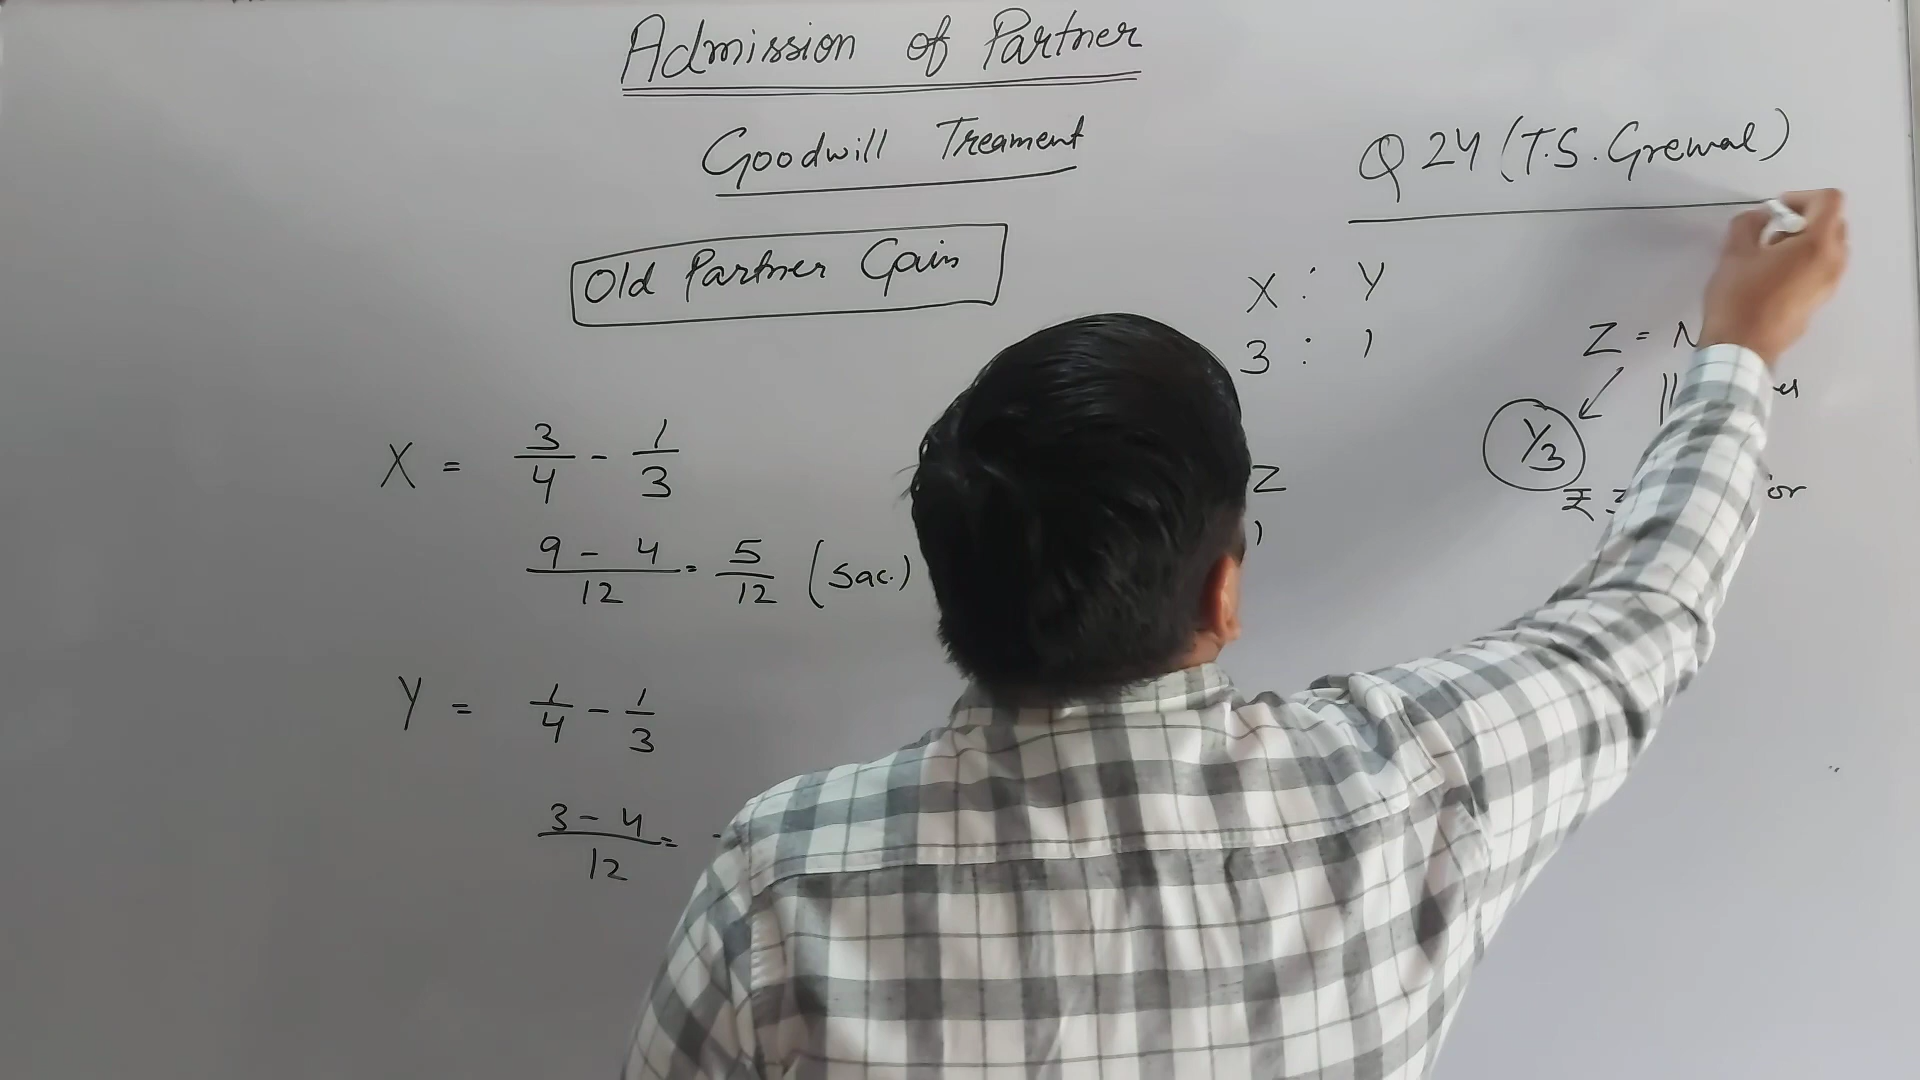 Admission of Partner
Goodwill Treament
Old Partner Gain
X = 3/4 - 1/3
9 - 4/12 = 5/12 (Sac.)
Y = 1/4 - 1/3
3 - 4/12 = -
Q 24 (T.S. Grewal)
X : Y
3 : 1
Z
1
Z =
1/3